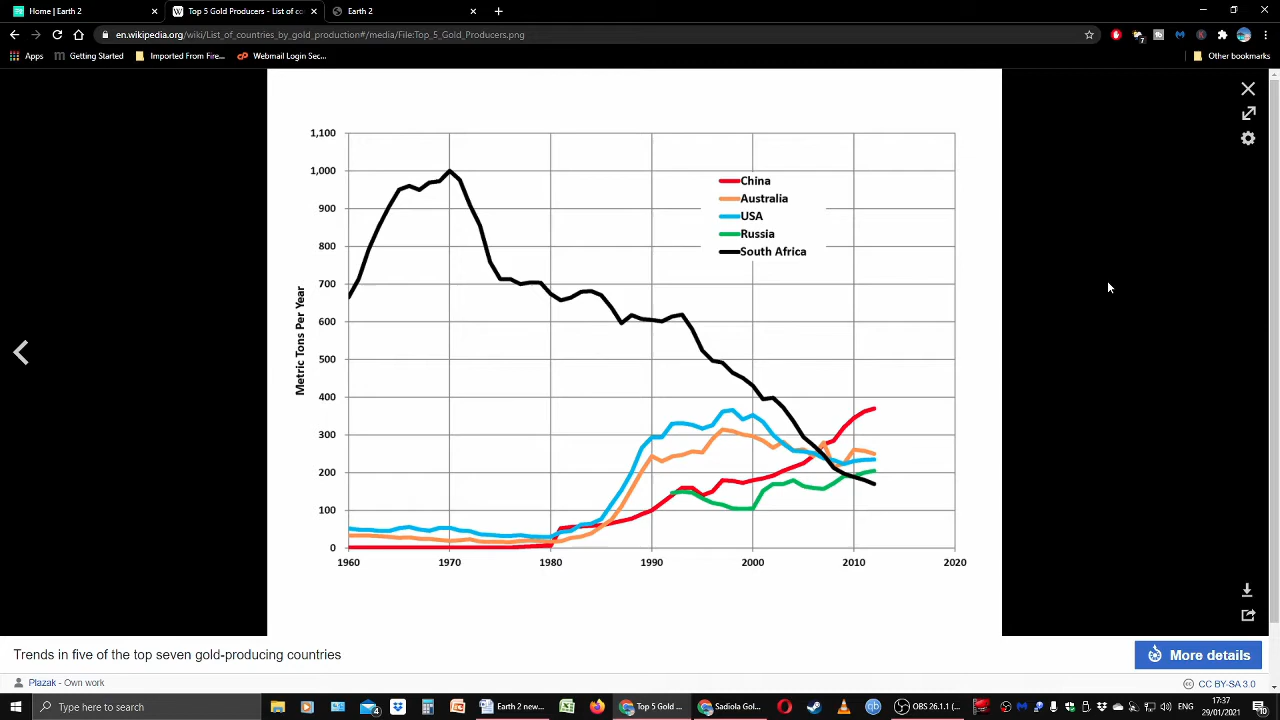 Home | Earth 2
Top 5 Gold Producers - List of co
Earth 2
en.wikipedia.org/wiki/List_of_countries_by_gold_production#/media/File:Top_5_Gold_Producers.png
Apps
Getting Started
Imported From Fire...
Webmail Login Sec...
Other bookmarks
1,100
1,000
900
800
700
600
500
400
300
200
100
0
Metric Tons Per Year
China
Australia
USA
Russia
South Africa
1960 1970 1980 1990 2000 2010 2020
Trends in five of the top seven gold-producing countries
More details
Plazak - Own work
CC BY-SA 3.0
Type here to search
Earth 2 new...
Top 5 Gold ...
Sadiola Gol...
OBS 26.1.1 (...
17:37
29/01/2021